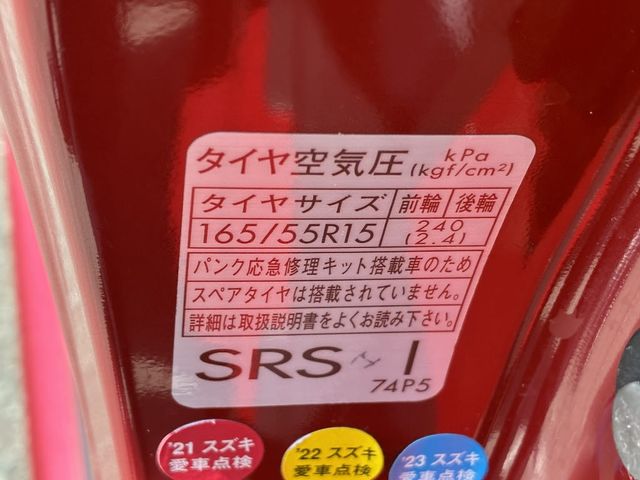 タイヤ空気圧 kPa (kgf/cm²)
タイヤサイズ 前輪 後輪
165/55R15 240 (2.4)
パンク応急修理キット搭載車のため
スペアタイヤは搭載されていません。
詳細は取扱説明書をよくお読み下さい。
SRS I
74P5
'21 スズキ
愛車点検
'22 スズキ
愛車点検
'23 スズキ
愛車点検